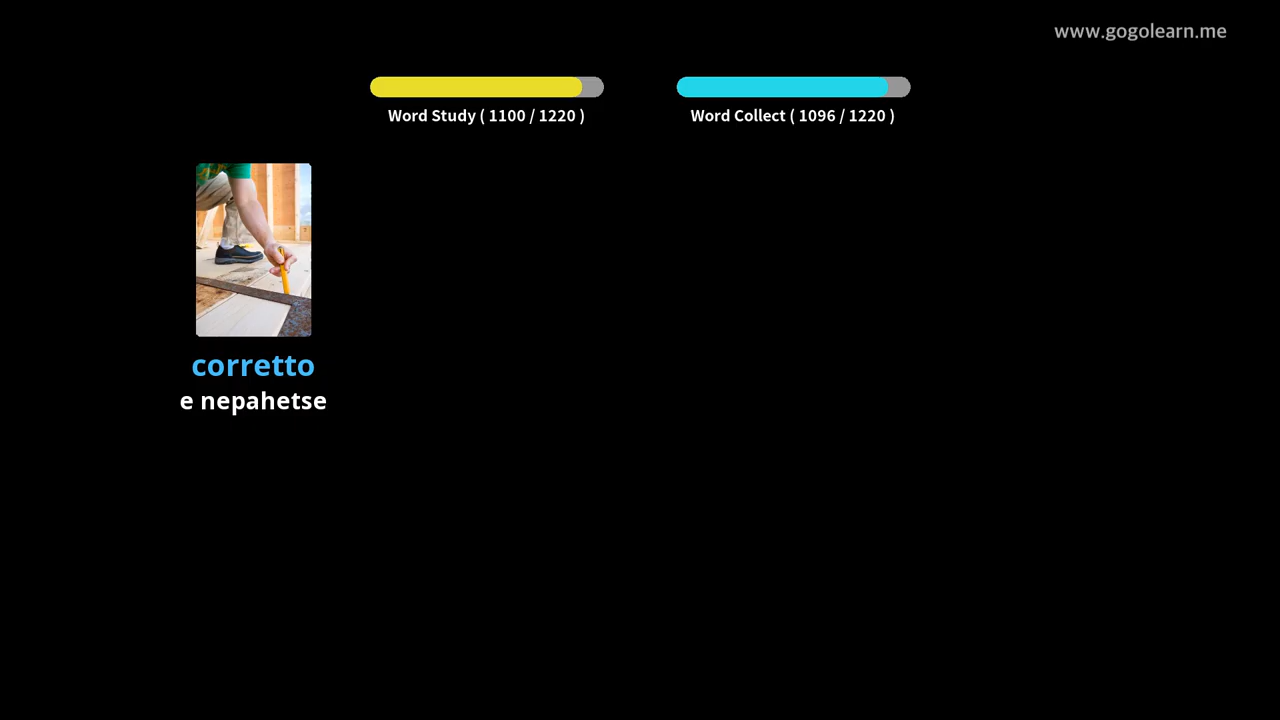 www.gogolearn.me
Word Study ( 1100 / 1220 )
Word Collect ( 1096 / 1220 )
corretto
e nepahetse